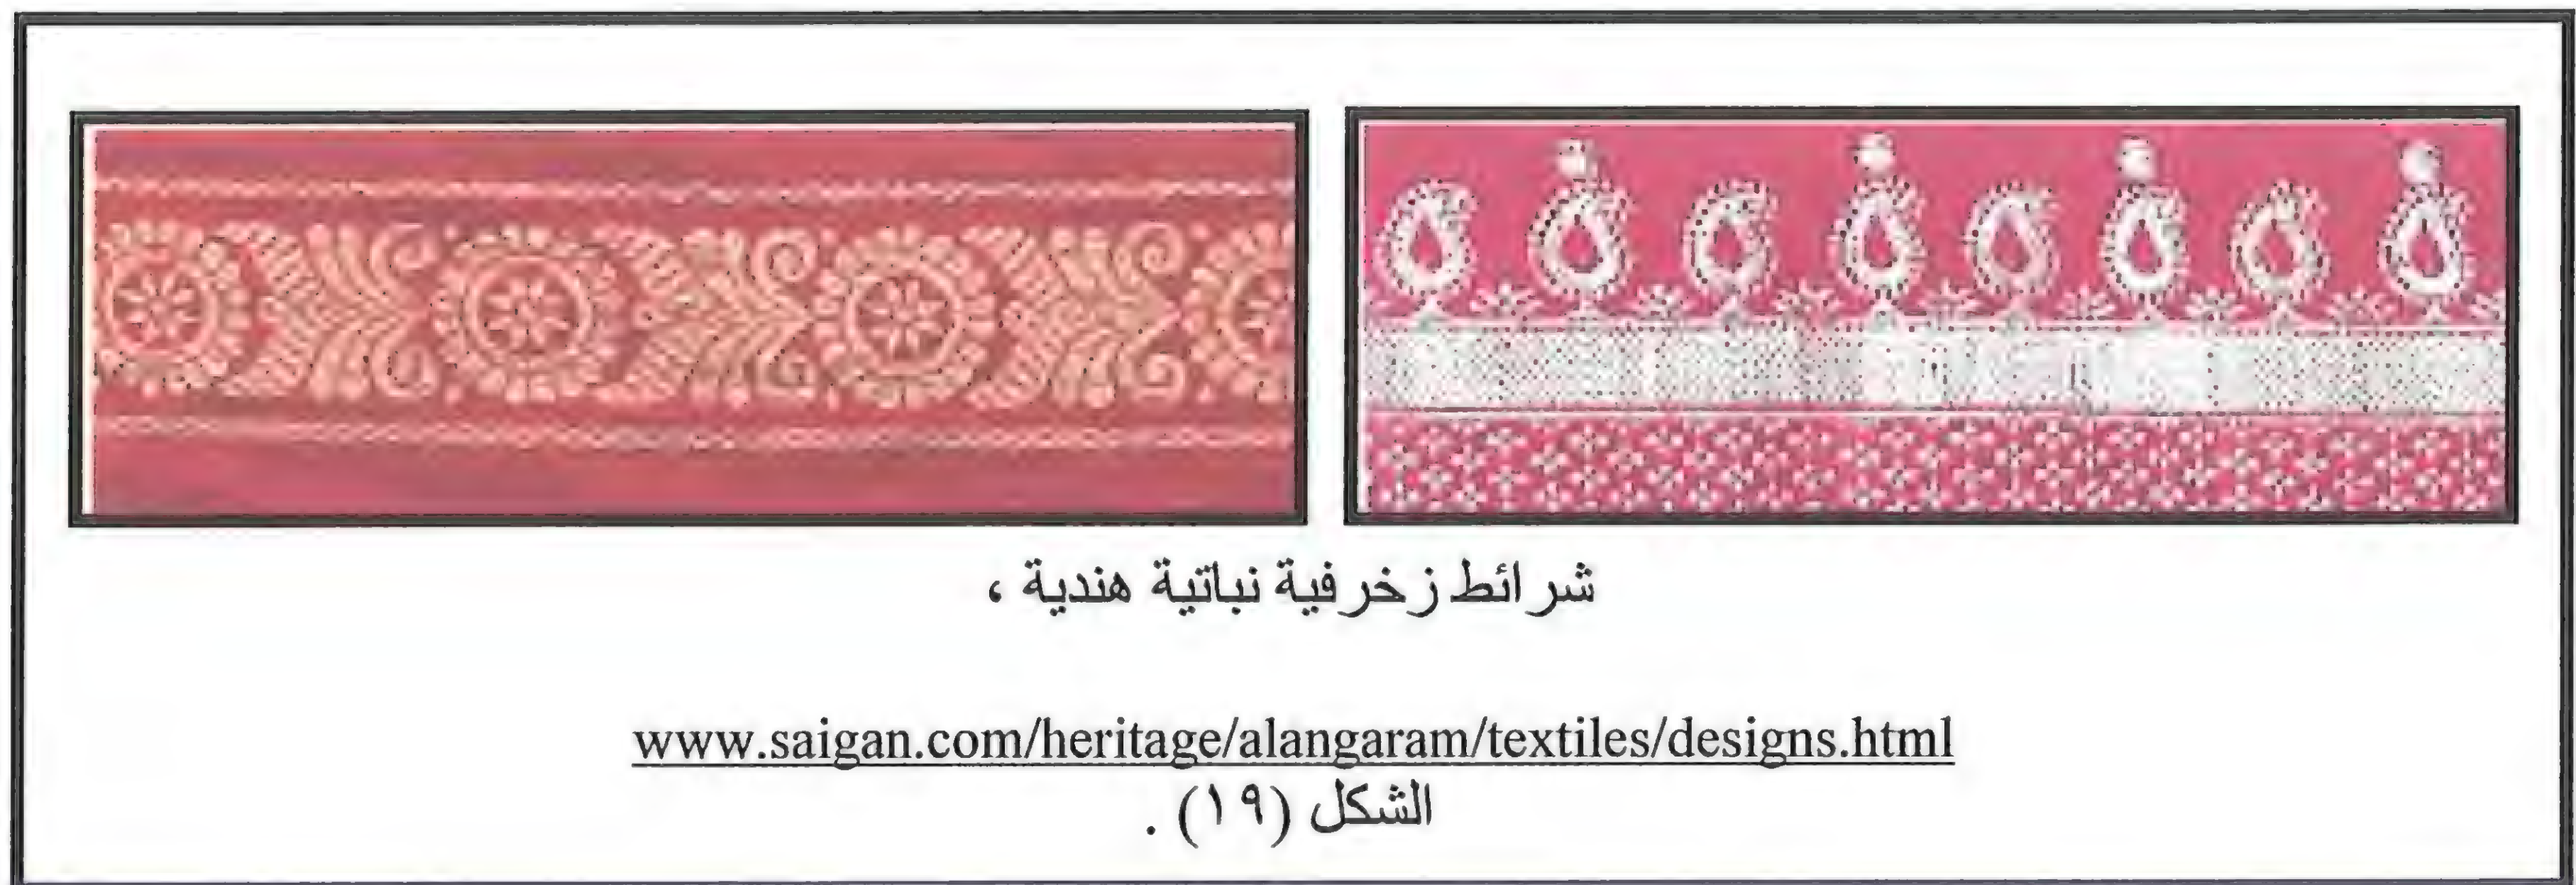 شرائط زخرفية نباتية هندية ،
www.saigan.com/heritage/alangaram/textiles/designs.html
الشكل (١٩) .